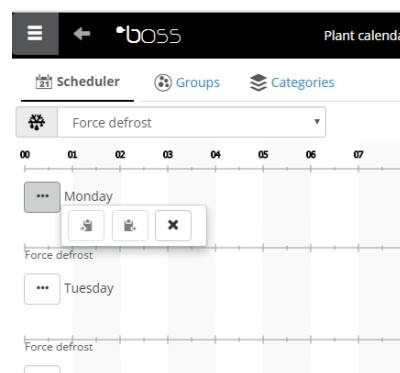 boss Plant calenda
21 Scheduler Groups Categories
Force defrost
00 01 02 03 04 05 06 07
Monday
Force defrost
Tuesday
Force defrost